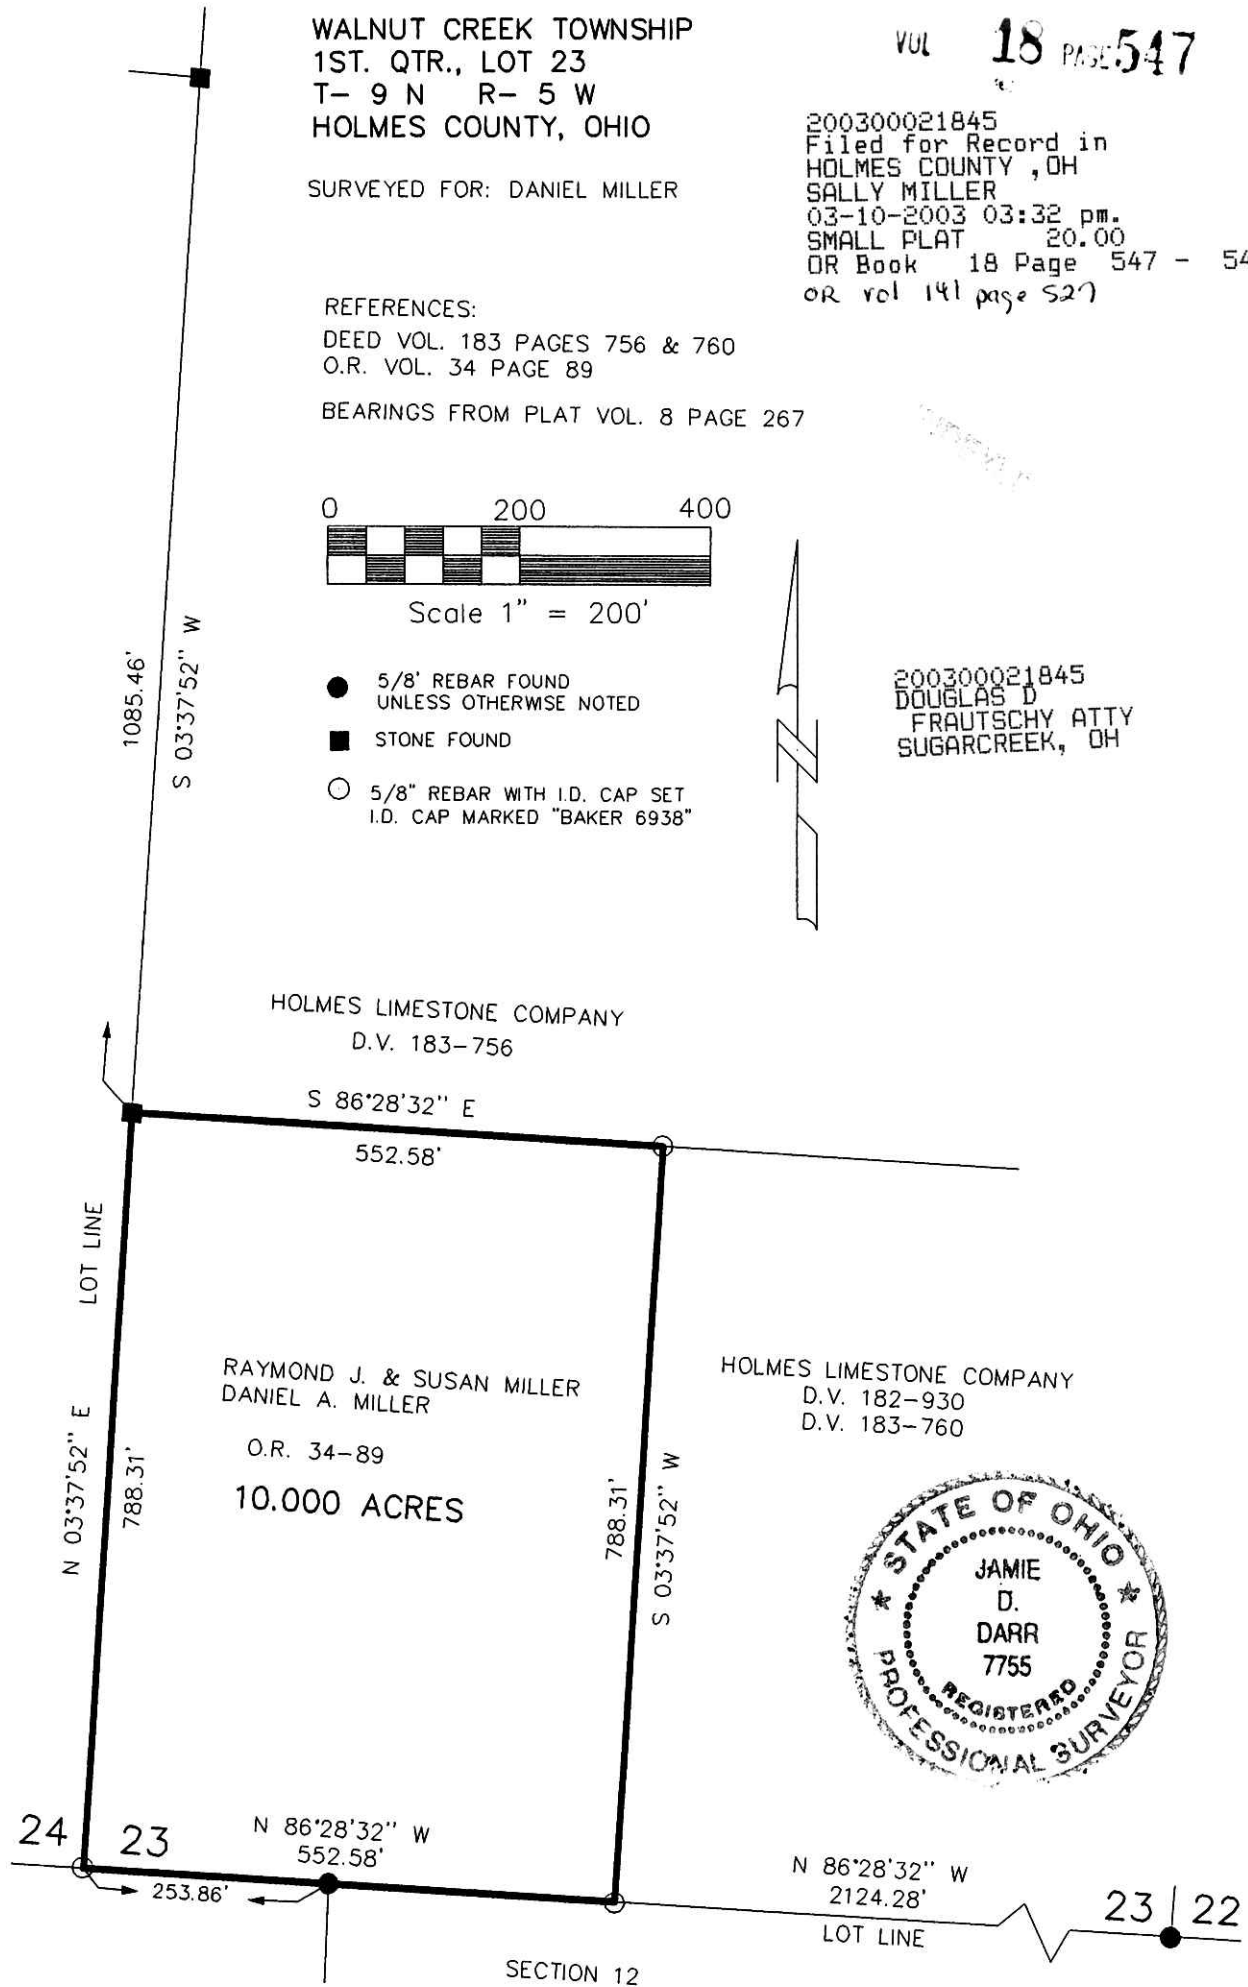 WALNUT CREEK TOWNSHIP
1ST. QTR., LOT 23
T- 9 N R- 5 W
HOLMES COUNTY, OHIO
SURVEYED FOR: DANIEL MILLER
VOL 18 PAGE 547
200300021845
Filed for Record in
HOLMES COUNTY ,OH
SALLY MILLER
03-10-2003 03:32 pm.
SMALL PLAT 20.00
OR Book 18 Page 547 - 54
OR vol 141 page 527
REFERENCES:
DEED VOL. 183 PAGES 756 & 760
O.R. VOL. 34 PAGE 89
BEARINGS FROM PLAT VOL. 8 PAGE 267
0 200 400
Scale 1" = 200'
5/8' REBAR FOUND
UNLESS OTHERWISE NOTED
STONE FOUND
5/8" REBAR WITH I.D. CAP SET
I.D. CAP MARKED "BAKER 6938"
200300021845
DOUGLAS D
FRAUTSCHY ATTY
SUGARCREEK, OH
1085.46'
S 03°37'52" W
HOLMES LIMESTONE COMPANY
D.V. 183-756
S 86°28'32" E
552.58'
LOT LINE
N 03°37'52" E
788.31'
RAYMOND J. & SUSAN MILLER
DANIEL A. MILLER
O.R. 34-89
10.000 ACRES
788.31'
S 03°37'52" W
HOLMES LIMESTONE COMPANY
D.V. 182-930
D.V. 183-760
STATE OF OHIO
JAMIE
D.
DARR
7755
REGISTERED
PROFESSIONAL SURVEYOR
24 23
N 86°28'32" W
552.58'
253.86'
N 86°28'32" W
2124.28'
LOT LINE
23 22
SECTION 12